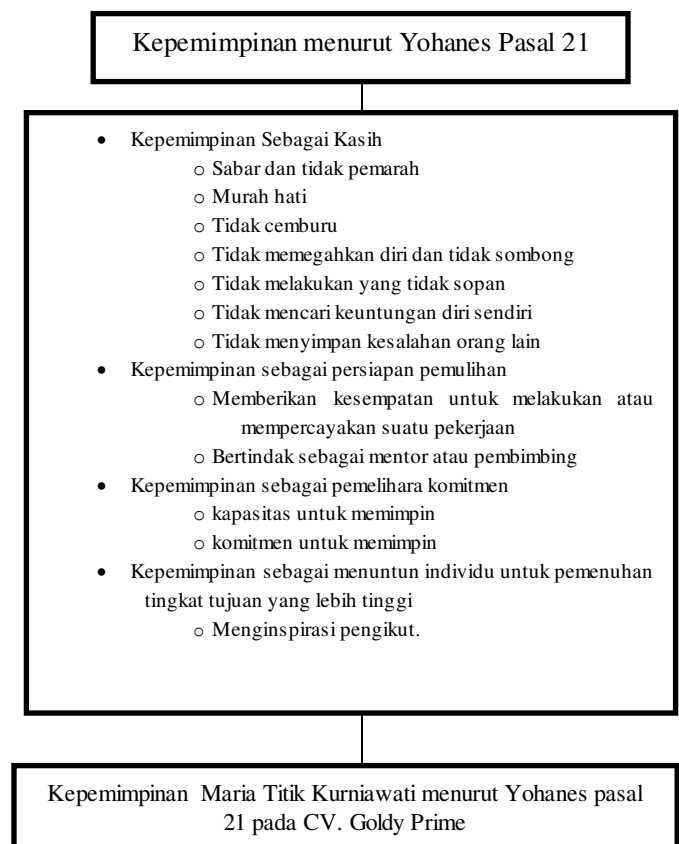 Kepemimpinan menurut Yohanes Pasal 21
• Kepemimpinan Sebagai Kasih
o Sabar dan tidak pemarah
o Murah hati
o Tidak cemburu
o Tidak memegahkan diri dan tidak sombong
o Tidak melakukan yang tidak sopan
o Tidak mencari keuntungan diri sendiri
o Tidak menyimpan kesalahan orang lain
• Kepemimpinan sebagai persiapan pemulihan
o Memberikan kesempatan untuk melakukan atau
mempercayakan suatu pekerjaan
o Bertindak sebagai mentor atau pembimbing
• Kepemimpinan sebagai pemelihara komitmen
o kapasitas untuk memimpin
o komitmen untuk memimpin
• Kepemimpinan sebagai menuntun individu untuk pemenuhan
tingkat tujuan yang lebih tinggi
o Menginspirasi pengikut.
Kepemimpinan Maria Titik Kurniawati menurut Yohanes pasal
21 pada CV. Goldy Prime